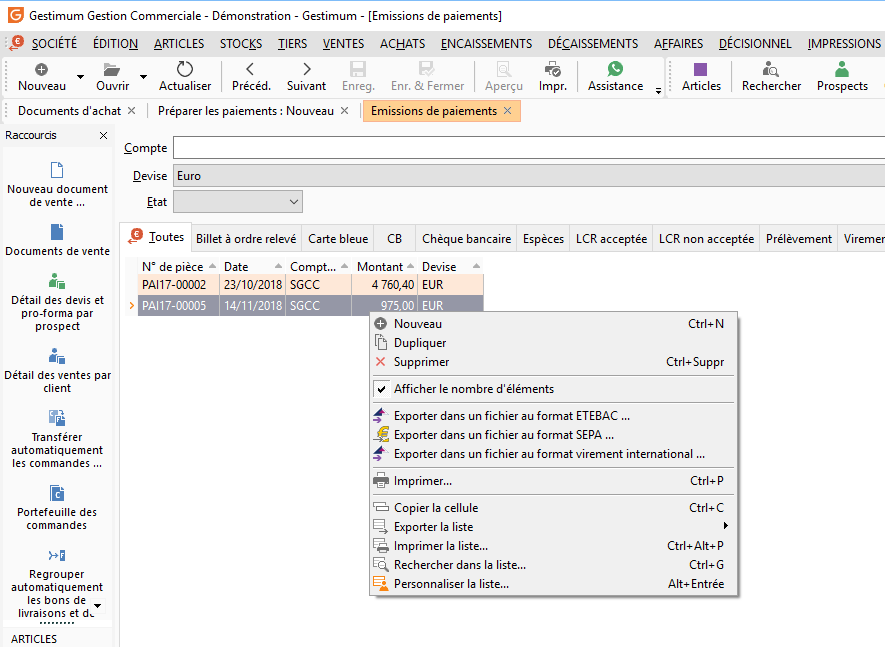 Gestimum Gestion Commerciale - Démonstration - Gestimum - [Emissions de paiements]
SOCIÉTÉ ÉDITION ARTICLES STOCKS TIERS VENTES ACHATS ENCAISSEMENTS DÉCAISSEMENTS AFFAIRES DÉCISIONNEL IMPRESSIONS
Nouveau Ouvrir Actualiser Précéd. Suivant Enreg. Enr. & Fermer Aperçu Impr. Assistance Articles Rechercher Prospects
Documents d'achat Préparer les paiements : Nouveau Emissions de paiements
Raccourcis
Nouveau document
de vente ...
Documents de vente
Détail des devis et
pro-forma par
prospect
Détail des ventes par
client
Transférer
automatiquement
les commandes ...
Portefeuille des
commandes
Regrouper
automatiquement
les bons de
livraisons et d
ARTICLES
Compte
Devise Euro
Etat
Toutes Billet à ordre relevé Carte bleue CB Chèque bancaire Espèces LCR acceptée LCR non acceptée Prélèvement Viremer
N° de pièce Date Compt... Montant Devise
PAI17-00002 23/10/2018 SGCC 4 760,40 EUR
PAI17-00005 14/11/2018 SGCC 975,00 EUR
Nouveau Ctrl+N
Dupliquer
Supprimer Ctrl+Suppr
Afficher le nombre d'éléments
Exporter dans un fichier au format ETEBAC ...
Exporter dans un fichier au format SEPA ...
Exporter dans un fichier au format virement international ...
Imprimer... Ctrl+P
Copier la cellule Ctrl+C
Exporter la liste
Imprimer la liste... Ctrl+Alt+P
Rechercher dans la liste... Ctrl+G
Personnaliser la liste... Alt+Entrée